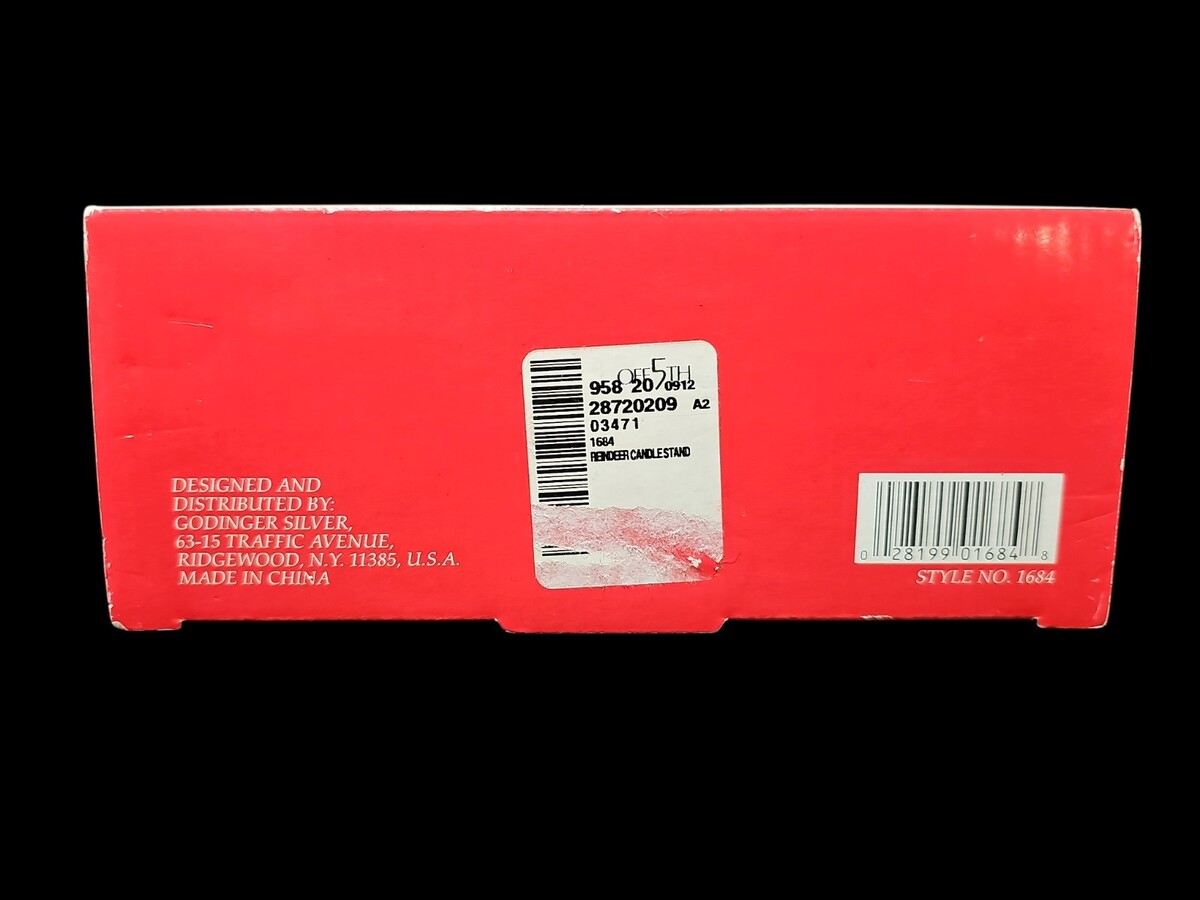 DESIGNED AND
DISTRIBUTED BY:
GODINGER SILVER,
63-15 TRAFFIC AVENUE,
RIDGEWOOD, N.Y. 11385, U.S.A.
MADE IN CHINA
OFF 5TH
958 20 0912
28720209 A2
03471
1684
REINDEER CANDLE STAND
0 28199 01684 8
STYLE NO. 1684